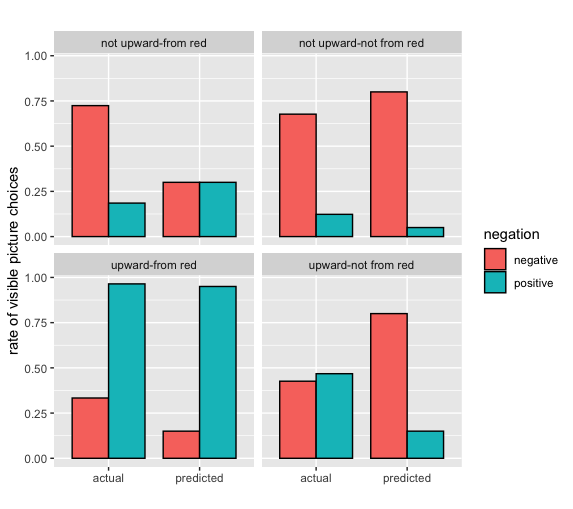 not upward-from red
not upward-not from red
1.00
0.75
0.50
0.25
0.00
upward-from red
upward-not from red
1.00
0.75
0.50
0.25
0.00
actual
predicted
actual
predicted
rate of visible picture choices
negation
negative
positive